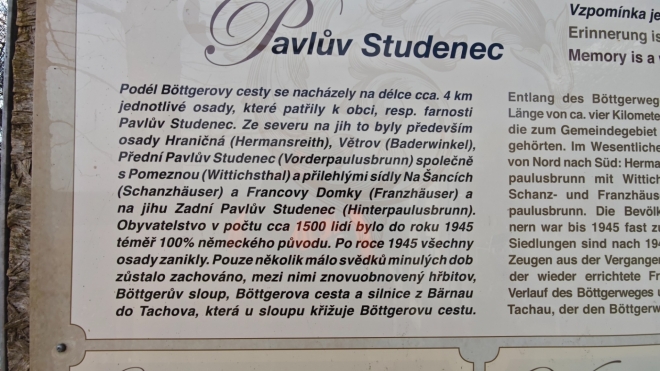 Pavlův Studenec
Vzpomínka je
Erinnerung is
Memory is a
Podél Böttgerovy cesty se nacházely na délce cca. 4 km
jednotlivé osady, které patřily k obci, resp. farnosti
Pavlův Studenec. Ze severu na jih to byly především
osady Hraničná (Hermansreith), Větrov (Baderwinkel),
Přední Pavlův Studenec (Vorderpaulusbrunn) společně
s Pomeznou (Wittichsthal) a přilehlými sídly Na Šancích
(Schanzhäuser) a Francovy Domky (Franzhäuser) a
na jihu Zadní Pavlův Studenec (Hinterpaulusbrunn).
Obyvatelstvo v počtu cca 1500 lidí bylo do roku 1945
téměř 100% německého původu. Po roce 1945 všechny
osady zanikly. Pouze několik málo svědků minulých dob
zůstalo zachováno, mezi nimi znovuobnovený hřbitov,
Böttgerův sloup, Böttgerova cesta a silnice z Bärnau
do Tachova, která u sloupu křižuje Böttgerovu cestu.
Entlang des Böttgerweg
Länge von ca. vier Kilomete
die zum Gemeindegebiet
gehörten. Im Wesentliche
von Nord nach Süd: Herma
paulusbrunn mit Wittich
Schanz- und Franzhäuse
paulusbrunn. Die Bevölk
nern war bis 1945 fast zu
Siedlungen sind nach 194
Zeugen aus der Vergangen
der wieder errichtete Fr
Verlauf des Böttgerweges u
Tachau, der den Böttgerw